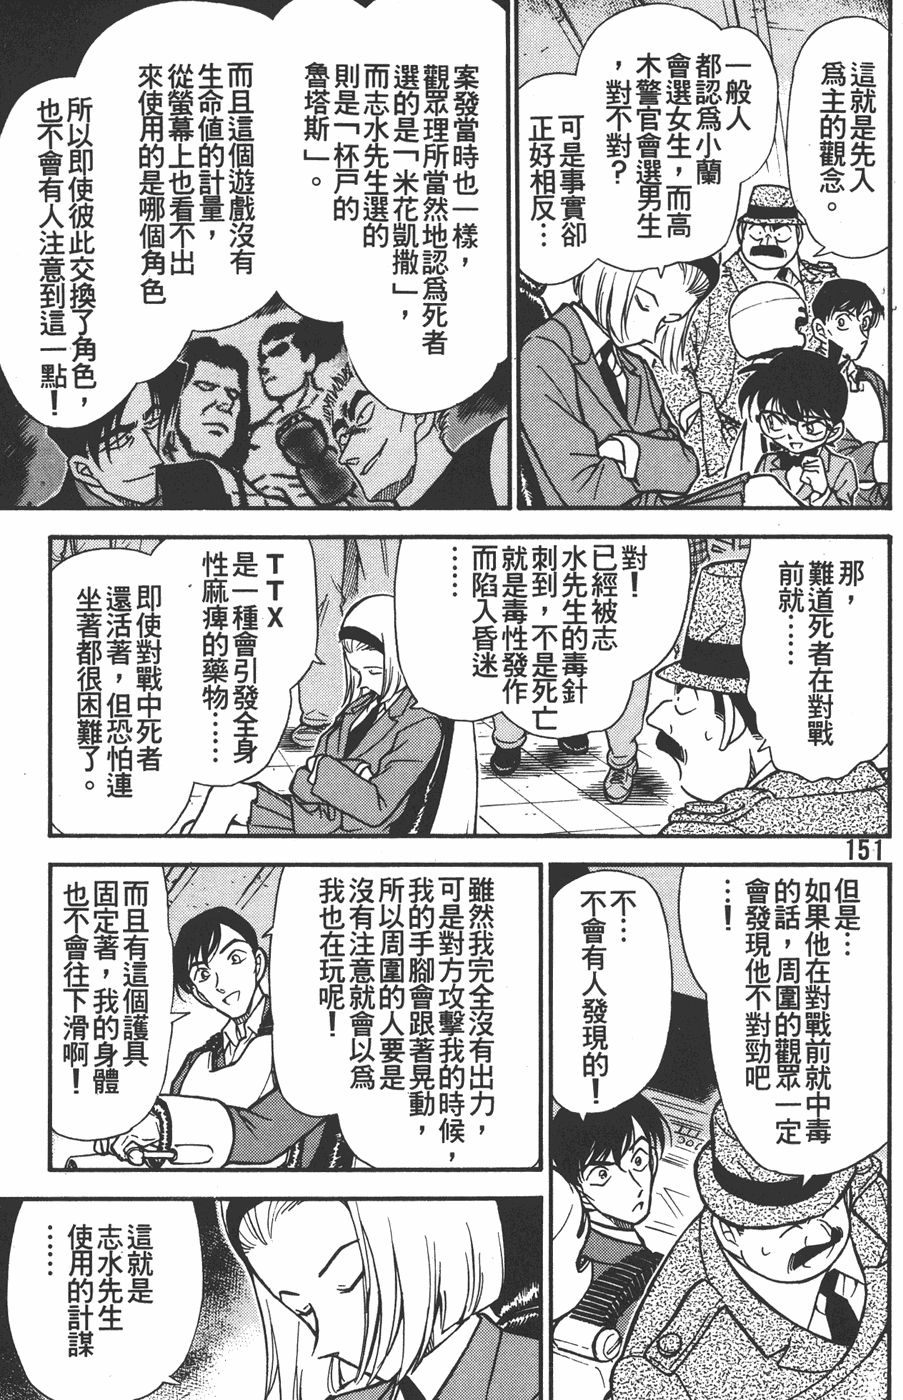 這就是先入
為主的觀念。
一般人
都認為小蘭
會選女生，而高
木警官會選男生
，對不對？
可是事實卻
正好相反…
案發當時也一樣，
觀眾理所當然地認為死者
選的是「米花凱撒」，
而志水先生選的
則是「杯戶的
魯塔斯」。
而且這個遊戲沒有
生命值的計量，
從螢幕上也看不出
來使用的是哪個角色
所以即使彼此交換了角色，
也不會有人注意到這一點！
那，
難道死者在對戰
前就……
對！
已經被志
水先生的毒針
刺到，不是死亡
就是毒性發作
而陷入昏迷
……
TTX
是一種會引發全身
性麻痺的藥物……
即使對戰中死者
還活著，但恐怕連
坐著都很困難了。
151
但是…
如果他在對戰前就中毒
的話，周圍的觀眾一定
會發現他不對勁吧
…！
不…
不會有人發現的！
雖然我完全沒有出力，
可是對方攻擊我的時候，
我的手腳會跟著晃動，
所以周圍的人要是
沒有注意就會以為
我也在玩呢！
而且有這個護具
固定著，我的身體
也不會往下滑啊！
這就是
志水先生
使用的計謀
……